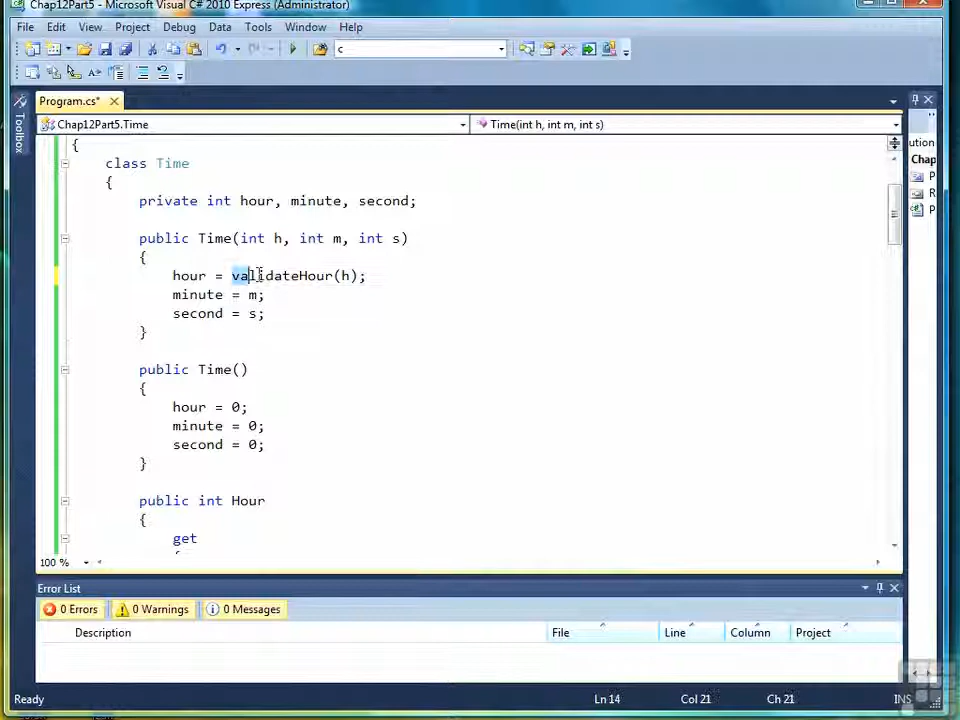 Chap12Part5 - Microsoft Visual C# 2010 Express (Administrator)
File Edit View Project Debug Data Tools Window Help
c
Program.cs* 
Toolbox
Chap12Part5.Time
Time(int h, int m, int s)
ution
Chap
P
R
P
{
class Time
{
private int hour, minute, second;
public Time(int h, int m, int s)
{
hour = validateHour(h);
minute = m;
second = s;
}
public Time()
{
hour = 0;
minute = 0;
second = 0;
}
public int Hour
{
get
100 %
Error List
0 Errors 0 Warnings 0 Messages
Description File Line Column Project
Ready Ln 14 Col 21 Ch 21 INS